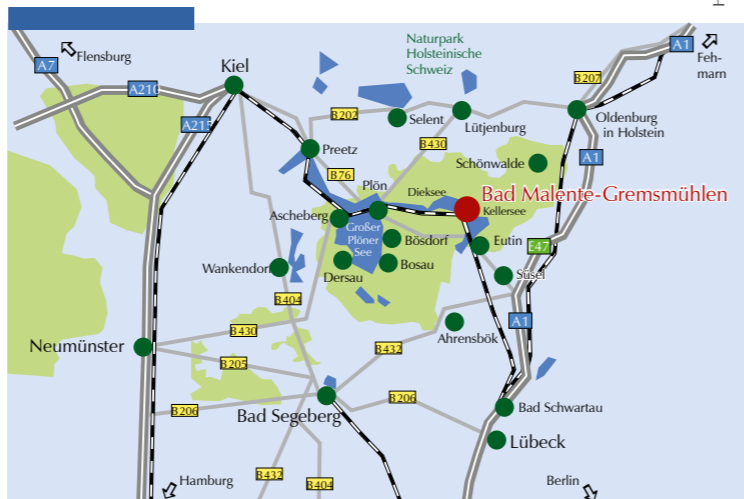 A7
Flensburg
Kiel
A210
A215
Naturpark
Holsteinische
Schweiz
A1
Feh-
marn
B207
B202
Selent
Lütjenburg
Oldenburg
in Holstein
B430
Preetz
Schönwalde
A1
B76
Plön
Dieksee
Bad Malente-Gremsmühlen
Kellersee
Ascheberg
Großer
Plöner
See
Bösdorf
Eutin
E47
Wankendorf
Dersau
Bosau
Süsel
B404
A1
Neumünster
B430
Ahrensbök
B432
B205
B206
B206
Bad Segeberg
Bad Schwartau
Lübeck
Hamburg
B432
B404
Berlin